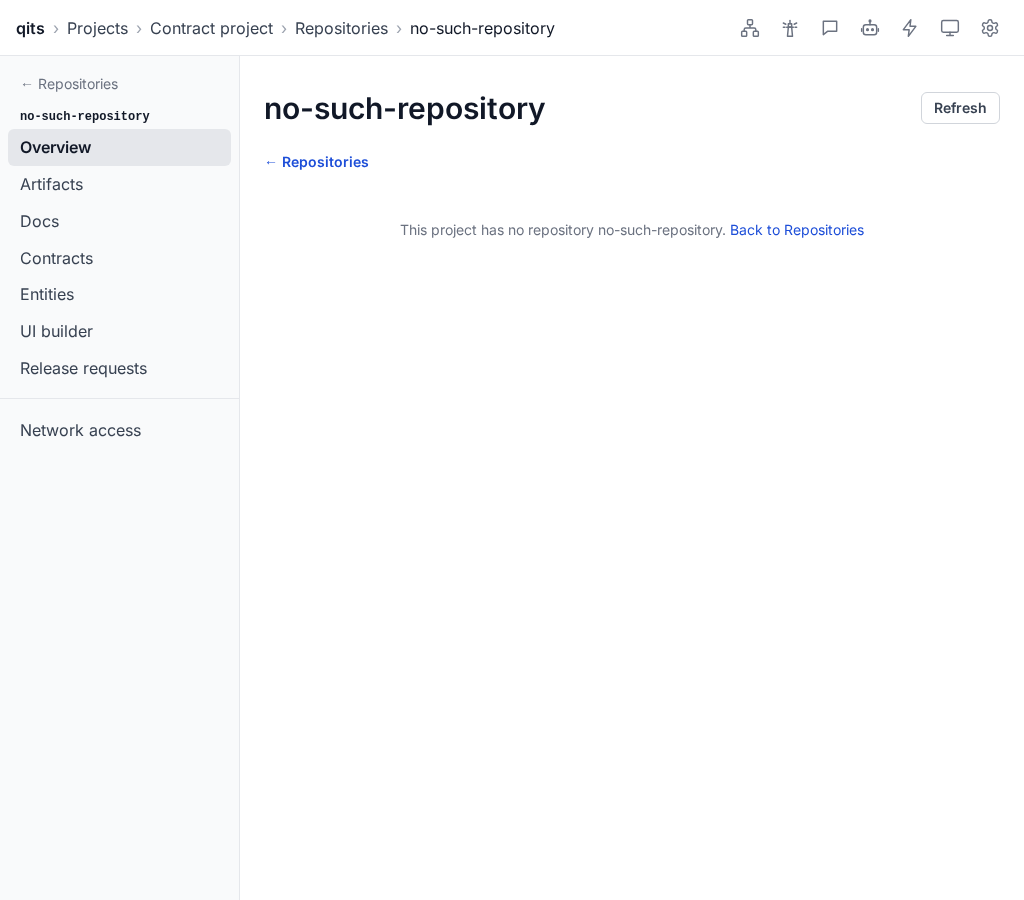 qits › Projects › Contract project › Repositories › no-such-repository
← Repositories
no-such-repository
Overview
Artifacts
Docs
Contracts
Entities
UI builder
Release requests
Network access
no-such-repository
Refresh
← Repositories
This project has no repository no-such-repository. Back to Repositories